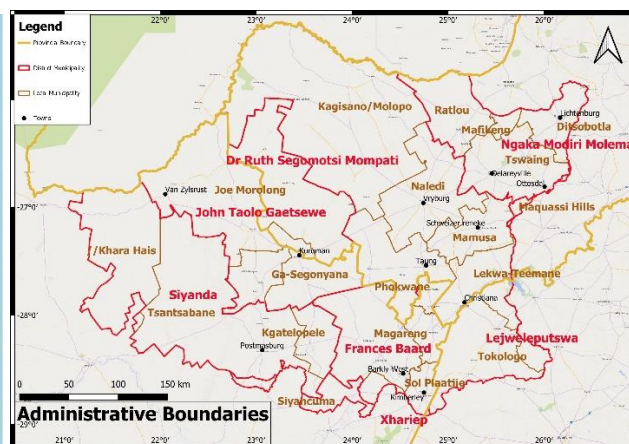 22°0' 23°0' 24°0' 25°0' 26°0'
Legend
Provincial Boundary
District Municipality
Local Municipality
Town
Kagisano/Molopo
Ratlou
Lichtenburg
Mafikeng
Ditsobotla
Ngaka Modiri Molema
Tswaing
Dr Ruth Segomotsi Mompati
Delareyville
Ottosdal
Van Zylsrust
Joe Morolong
Naledi
Vryburg
-27°0'
John Taolo Gaetsewe
Maquassi Hills
Schweizer-reneke
Mamusa
/Khara Hais
Kuruman
Taung
Ga-Segonyana
Lekwa-Teemane
Phokwane
Siyanda
Christiana
Tsantsabane
-28°0'
Kgatelopele
Magareng
Lejweleputswa
Postmasburg
Frances Baard
Tokologo
Barkly West
Sol Plaatjie
0 50 100 150 km
Siyancuma
Kimberley
Administrative Boundaries
Xhariep
-29°0'
21°0' 22°0' 23°0' 24°0' 25°0' 26°0'